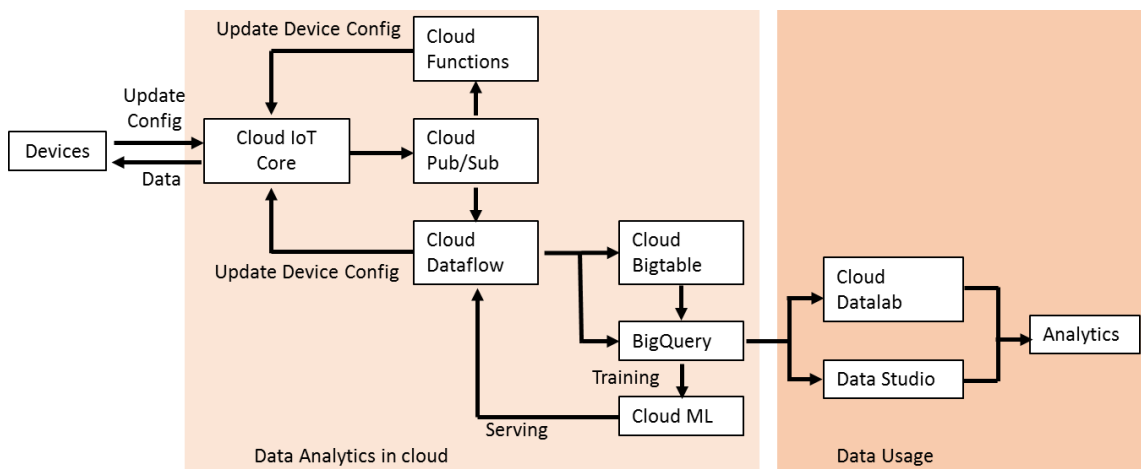 Update Device Config
Cloud
Functions
Update
Config
Devices
Data
Cloud IoT
Core
Cloud
Pub/Sub
Cloud
Dataflow
Update Device Config
Cloud
Bigtable
BigQuery
Training
Cloud ML
Serving
Cloud
Datalab
Data Studio
Analytics
Data Analytics in cloud
Data Usage